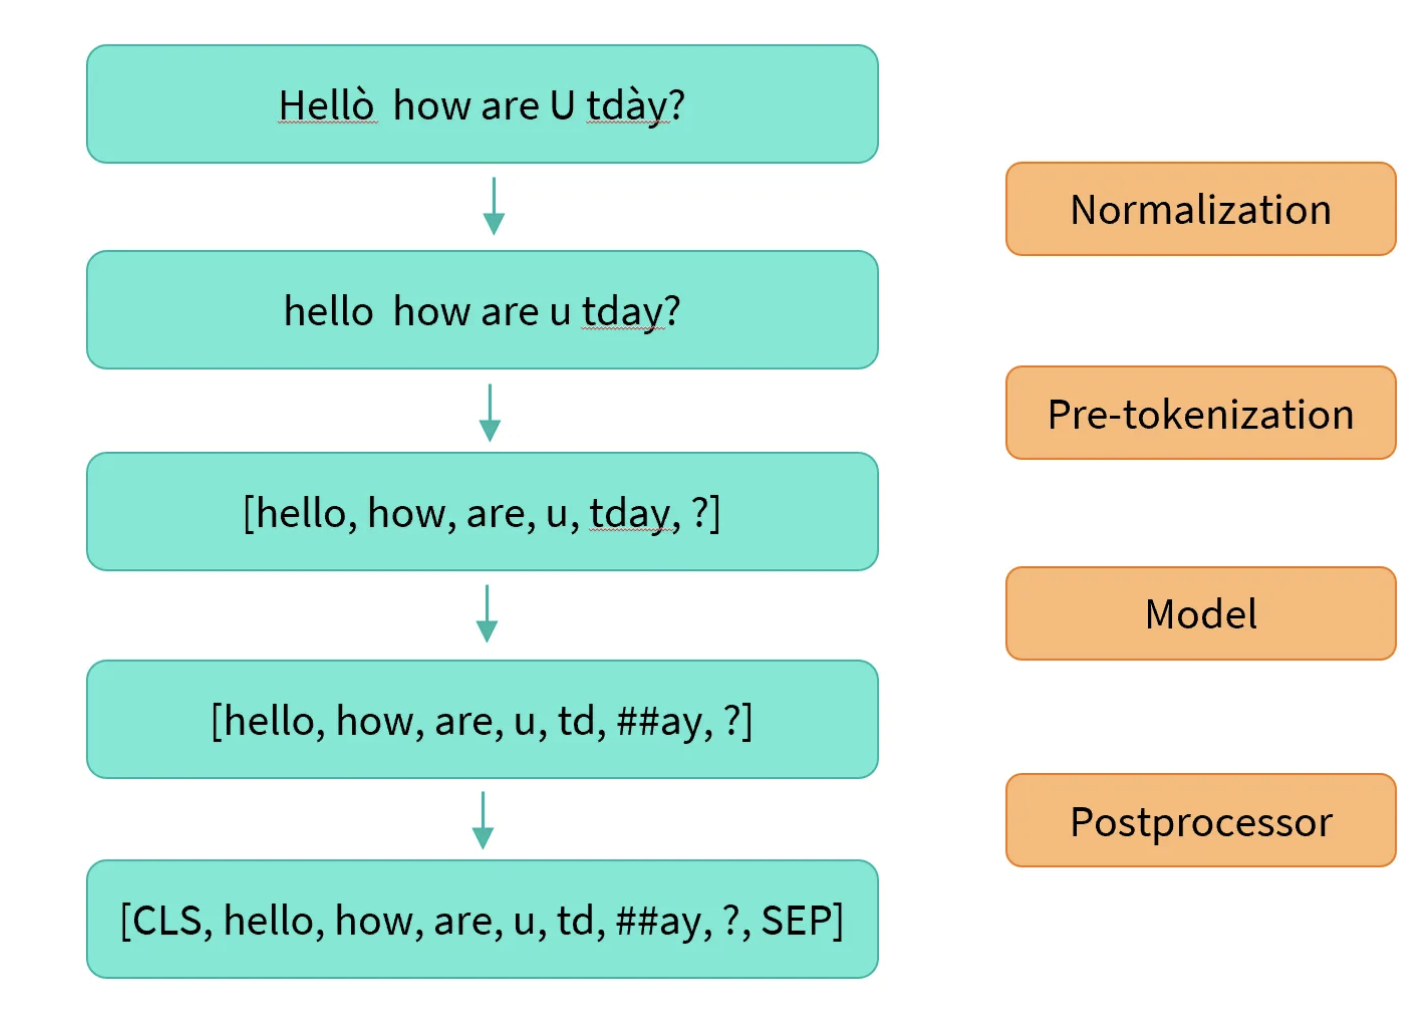 Hellò  how are U tdày?
Normalization
hello  how are u tday?
Pre-tokenization
[hello, how, are, u, tday, ?]
Model
[hello, how, are, u, td, ##ay, ?]
Postprocessor
[CLS, hello, how, are, u, td, ##ay, ?, SEP]